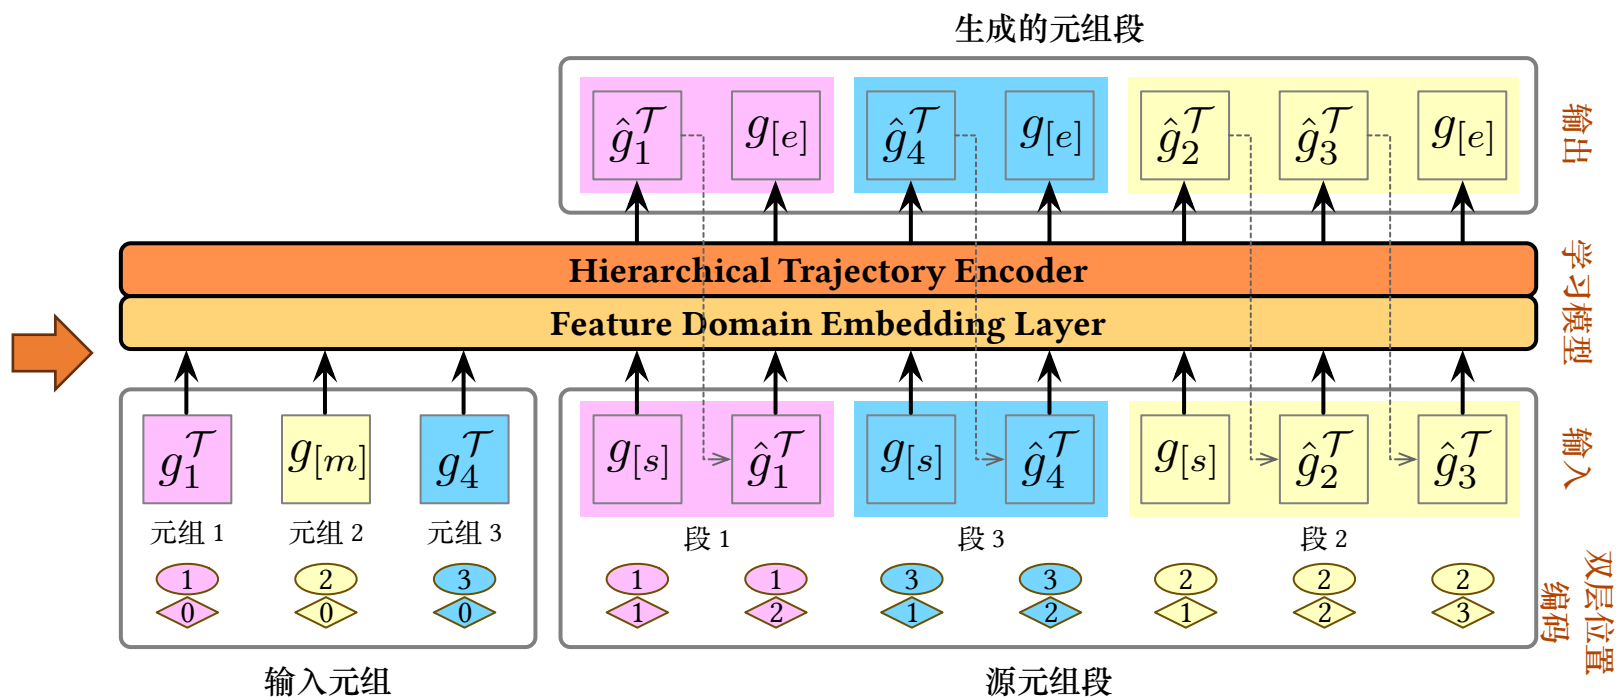 生成的元组段
ĝ₁^𝒯 g[e] ĝ₄^𝒯 g[e] ĝ₂^𝒯 ĝ₃^𝒯 g[e]
输出
Hierarchical Trajectory Encoder
Feature Domain Embedding Layer
学习模型
g₁^𝒯 g[m] g₄^𝒯
g[s] ĝ₁^𝒯 g[s] ĝ₄^𝒯 g[s] ĝ₂^𝒯 ĝ₃^𝒯
输入
元组 1 元组 2 元组 3
段 1 段 3 段 2
1 2 3 1 1 3 3 2 2 2
0 0 0 1 2 1 2 1 2 3
双层位置
编码
输入元组
源元组段